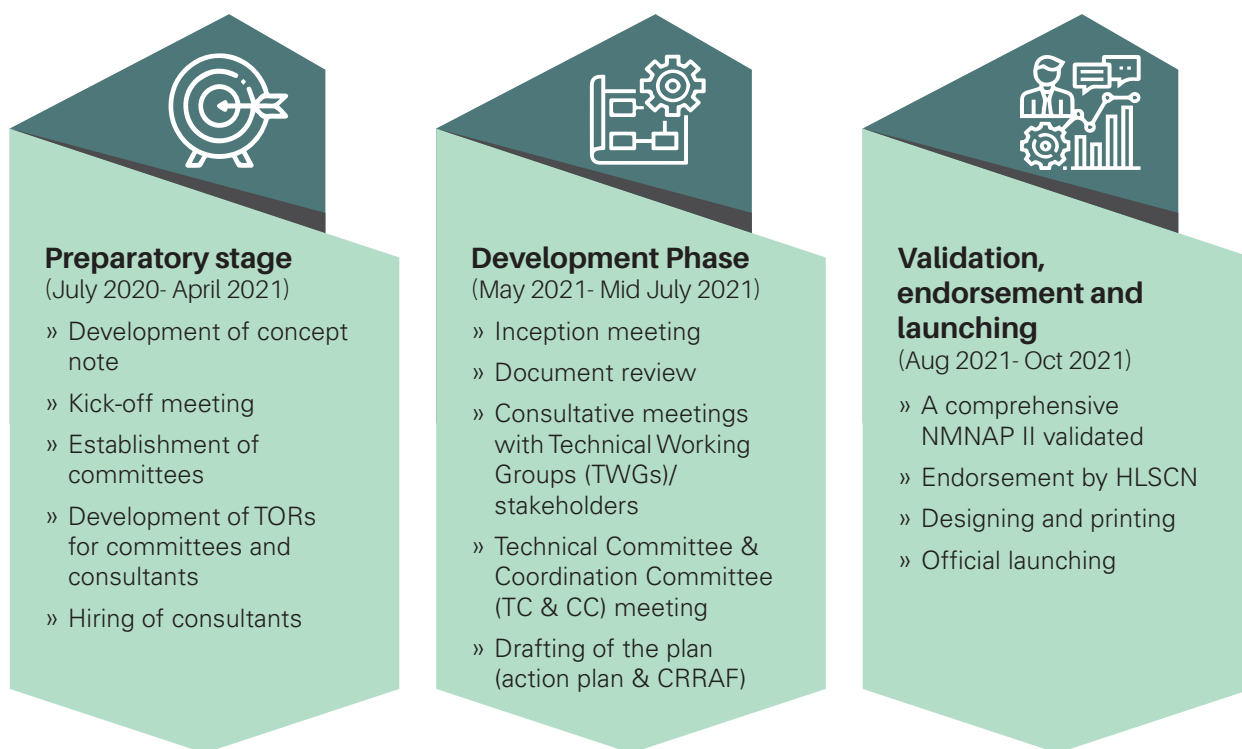 Preparatory stage
(July 2020- April 2021)
» Development of concept
note
» Kick-off meeting
» Establishment of
committees
» Development of TORs
for committees and
consultants
» Hiring of consultants
Development Phase
(May 2021- Mid July 2021)
» Inception meeting
» Document review
» Consultative meetings
with Technical Working
Groups (TWGs)/
stakeholders
» Technical Committee &
Coordination Committee
(TC & CC) meeting
» Drafting of the plan
(action plan & CRRAF)
Validation,
endorsement and
launching
(Aug 2021- Oct 2021)
» A comprehensive
NMNAP II validated
» Endorsement by HLSCN
» Designing and printing
» Official launching